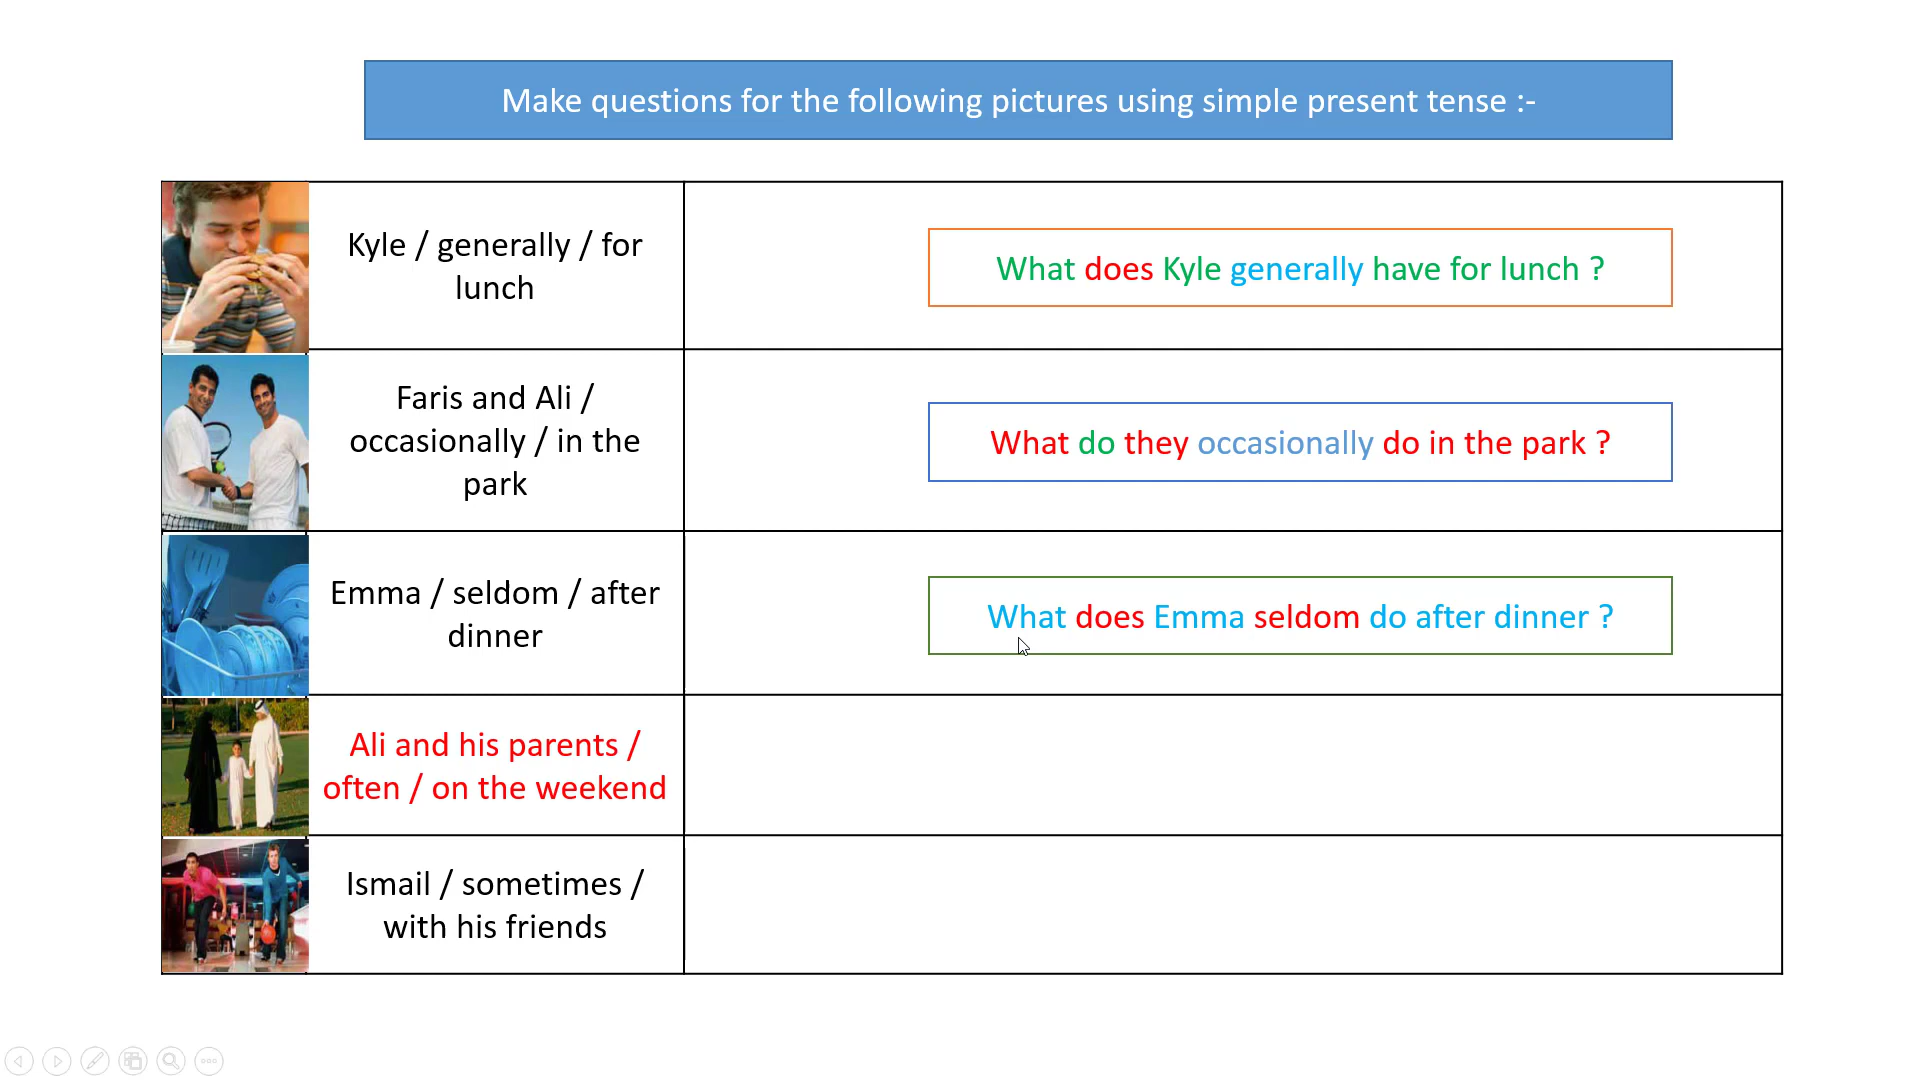 Make questions for the following pictures using simple present tense :-
Kyle / generally / for
lunch
What does Kyle generally have for lunch ?
Faris and Ali /
occasionally / in the
park
What do they occasionally do in the park ?
Emma / seldom / after
dinner
What does Emma seldom do after dinner ?
Ali and his parents /
often / on the weekend
Ismail / sometimes /
with his friends